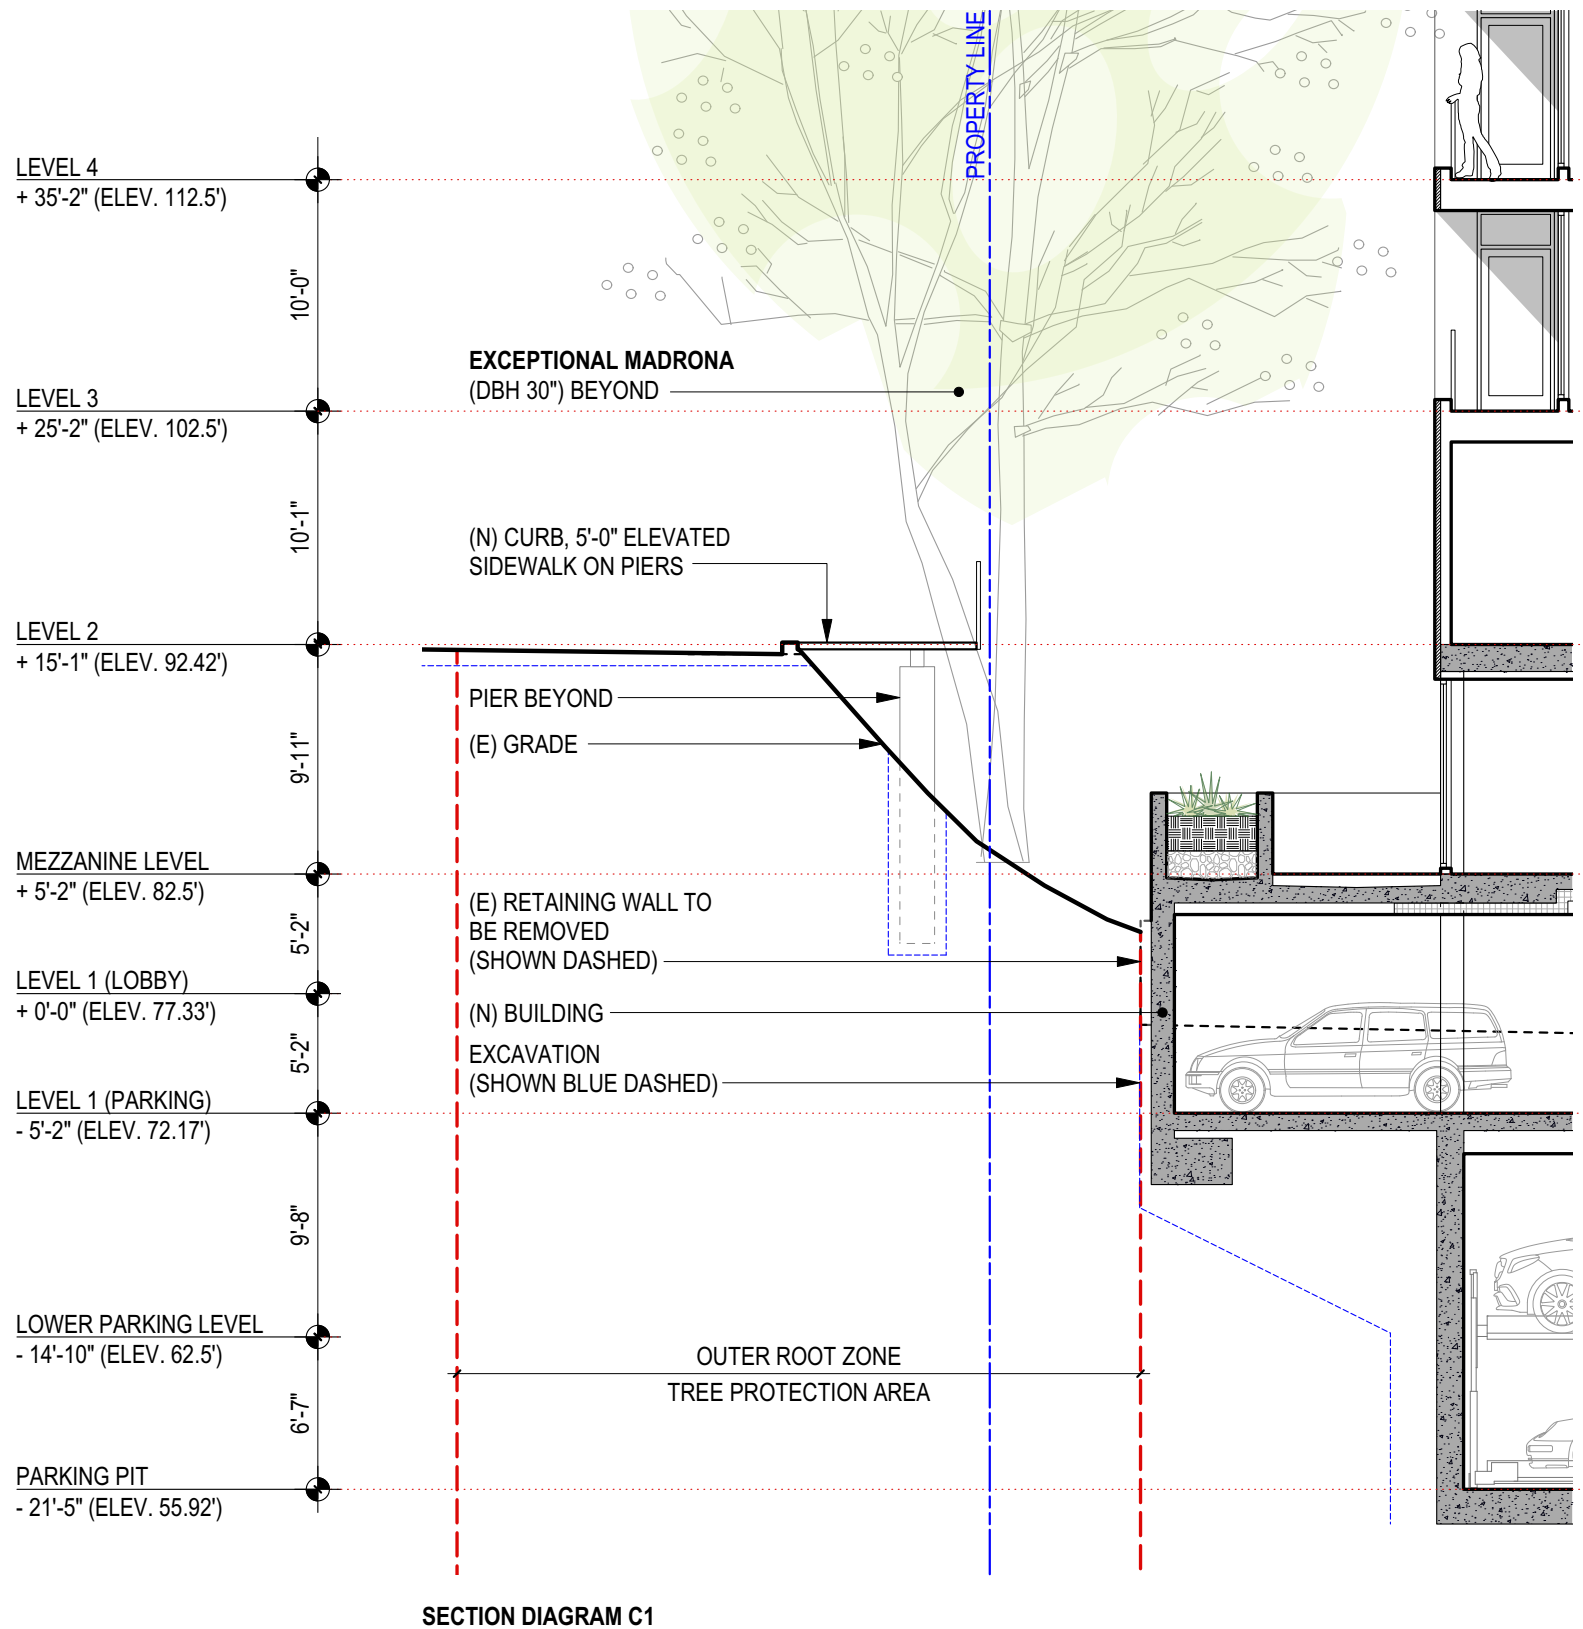 PROPERTY LINE
LEVEL 4
+ 35'-2" (ELEV. 112.5')
10'-0"
EXCEPTIONAL MADRONA
(DBH 30") BEYOND
LEVEL 3
+ 25'-2" (ELEV. 102.5')
10'-1"
(N) CURB, 5'-0" ELEVATED
SIDEWALK ON PIERS
LEVEL 2
+ 15'-1" (ELEV. 92.42')
PIER BEYOND
(E) GRADE
9'-11"
MEZZANINE LEVEL
+ 5'-2" (ELEV. 82.5')
(E) RETAINING WALL TO
BE REMOVED
(SHOWN DASHED)
5'-2"
LEVEL 1 (LOBBY)
+ 0'-0" (ELEV. 77.33')
(N) BUILDING
5'-2"
EXCAVATION
(SHOWN BLUE DASHED)
LEVEL 1 (PARKING)
- 5'-2" (ELEV. 72.17')
9'-8"
LOWER PARKING LEVEL
- 14'-10" (ELEV. 62.5')
OUTER ROOT ZONE
TREE PROTECTION AREA
6'-7"
PARKING PIT
- 21'-5" (ELEV. 55.92')
SECTION DIAGRAM C1